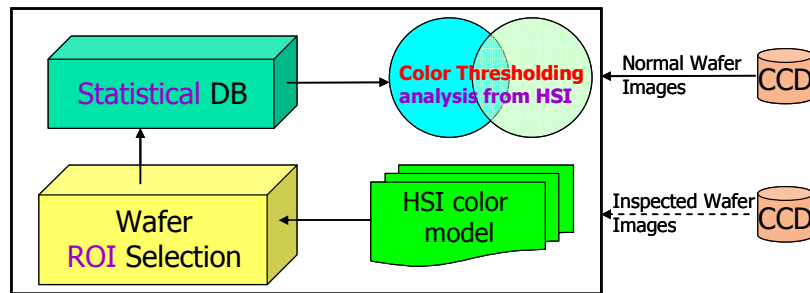 Statistical DB
Color Thresholding
analysis from HSI
Normal Wafer
Images
CCD
Wafer
ROI Selection
HSI color
model
Inspected Wafer
Images
CCD